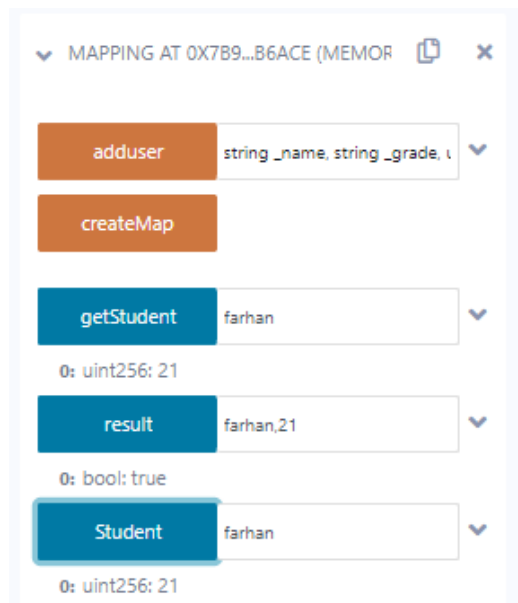 MAPPING AT 0X7B9...B6ACE (MEMOR
adduser string _name, string _grade, u
createMap
getStudent farhan
0: uint256: 21
result farhan,21
0: bool: true
Student farhan
0: uint256: 21